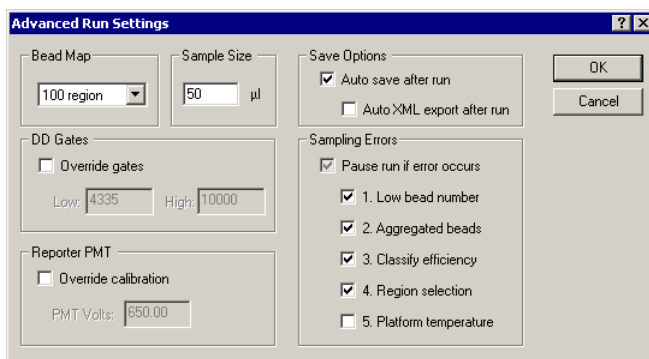 Advanced Run Settings
Bead Map
100 region
Sample Size
50 µl
DD Gates
Override gates
Low: 4335 High: 10000
Reporter PMT
Override calibration
PMT Volts: 650.00
Save Options
Auto save after run
Auto XML export after run
Sampling Errors
Pause run if error occurs
1. Low bead number
2. Aggregated beads
3. Classify efficiency
4. Region selection
5. Platform temperature
OK
Cancel